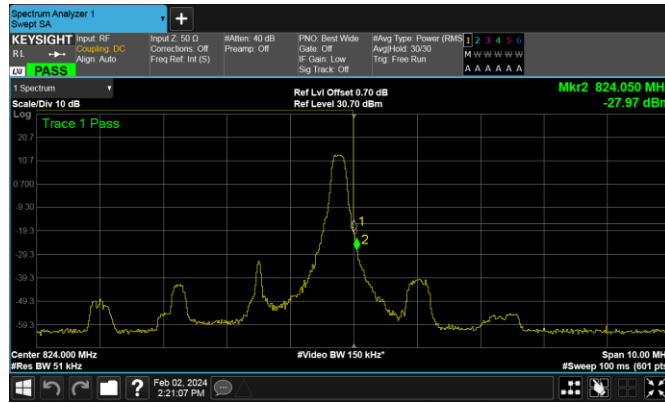 Spectrum Analyzer 1
Swept SA
+
KEYSIGHT
RL
LXI PASS
Input: RF
Coupling: DC
Align: Auto
Input Z: 50 Ω
Corrections: Off
Freq Ref: Int (S)
#Atten: 40 dB
Preamp: Off
PNO: Best Wide
Gate: Off
IF Gain: Low
Sig Track: Off
#Avg Type: Power (RMS
Avg|Hold: 30/30
Trig: Free Run
1 2 3 4 5 6
M W W W W W
A A A A A A
1 Spectrum
Scale/Div 10 dB
Ref Lvl Offset 0.70 dB
Ref Level 30.70 dBm
Mkr2 824.050 MH
-27.97 dBm
Log
Trace 1 Pass
20.7
10.7
0.700
-9.30
-19.3
-29.3
-39.3
-49.3
-59.3
1
2
Center 824.000 MHz
#Res BW 51 kHz
#Video BW 150 kHz*
Span 10.00 MH
#Sweep 100 ms (601 pts
?
Feb 02, 2024
2:21:07 PM